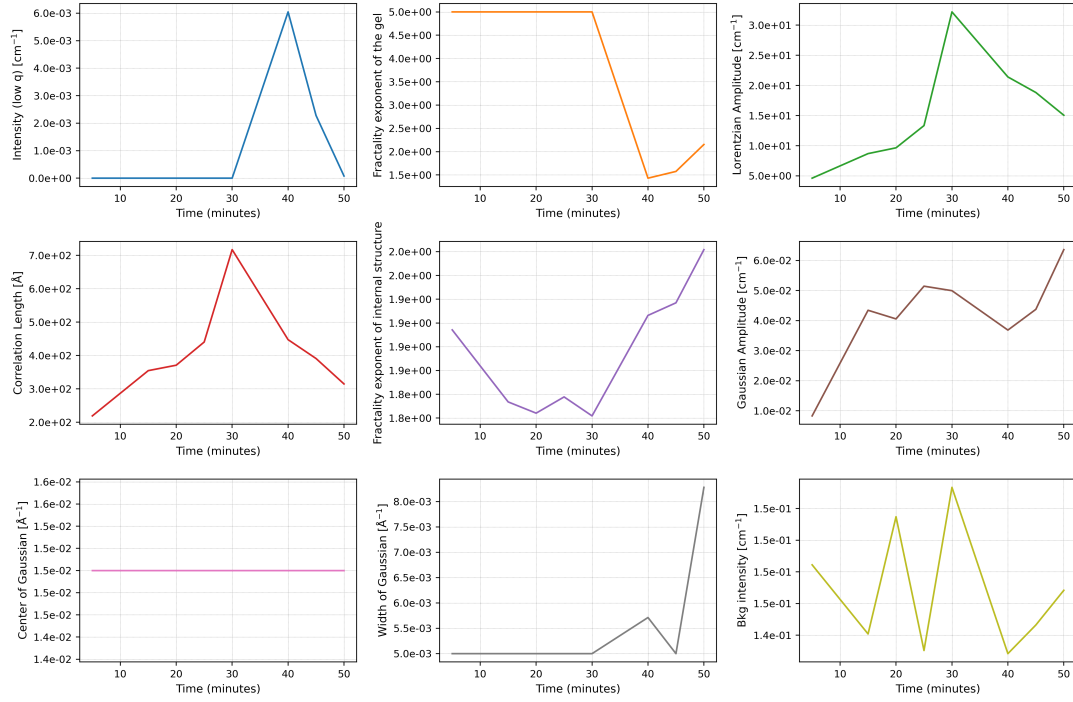 Intensity (low q) [cm⁻¹]
6.0e-03
5.0e-03
4.0e-03
3.0e-03
2.0e-03
1.0e-03
0.0e+00
10 20 30 40 50
Time (minutes)
Fractality exponent of the gel
5.0e+00
4.5e+00
4.0e+00
3.5e+00
3.0e+00
2.5e+00
2.0e+00
1.5e+00
10 20 30 40 50
Time (minutes)
Lorentzian Amplitude [cm⁻¹]
3.0e+01
2.5e+01
2.0e+01
1.5e+01
1.0e+01
5.0e+00
10 20 30 40 50
Time (minutes)
Correlation Length [Å]
7.0e+02
6.0e+02
5.0e+02
4.0e+02
3.0e+02
2.0e+02
10 20 30 40 50
Time (minutes)
Fractality exponent of internal structure
2.0e+00
2.0e+00
1.9e+00
1.9e+00
1.9e+00
1.9e+00
1.8e+00
1.8e+00
10 20 30 40 50
Time (minutes)
Gaussian Amplitude [cm⁻¹]
6.0e-02
5.0e-02
4.0e-02
3.0e-02
2.0e-02
1.0e-02
10 20 30 40 50
Time (minutes)
Center of Gaussian [Å⁻¹]
1.6e-02
1.6e-02
1.5e-02
1.5e-02
1.5e-02
1.5e-02
1.5e-02
1.4e-02
1.4e-02
10 20 30 40 50
Time (minutes)
Width of Gaussian [Å⁻¹]
8.0e-03
7.5e-03
7.0e-03
6.5e-03
6.0e-03
5.5e-03
5.0e-03
10 20 30 40 50
Time (minutes)
Bkg intensity [cm⁻¹]
1.5e-01
1.5e-01
1.5e-01
1.5e-01
1.4e-01
10 20 30 40 50
Time (minutes)